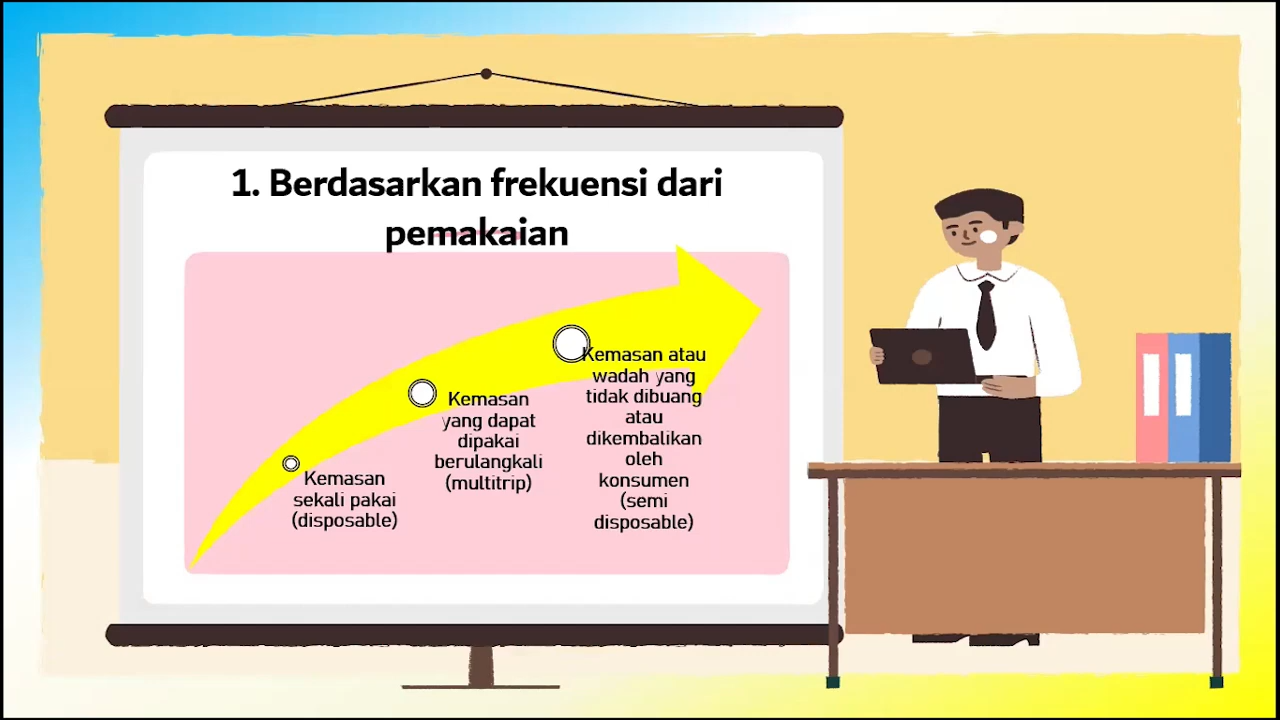 1. Berdasarkan frekuensi dari
pemakaian
Kemasan
sekali pakai
(disposable)
Kemasan
yang dapat
dipakai
berulangkali
(multitrip)
Kemasan atau
wadah yang
tidak dibuang
atau
dikembalikan
oleh
konsumen
(semi
disposable)